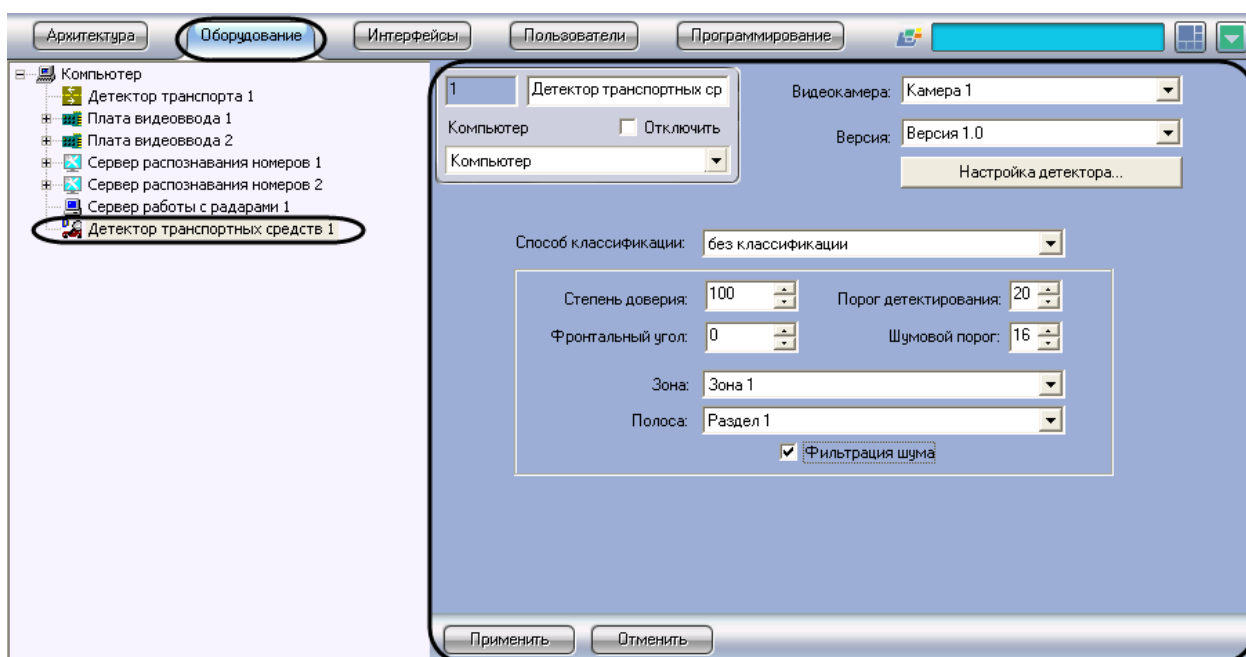 Архитектура Оборудование Интерфейсы Пользователи Программирование
Компьютер
Детектор транспорта 1
Плата видеоввода 1
Плата видеоввода 2
Сервер распознавания номеров 1
Сервер распознавания номеров 2
Сервер работы с радарами 1
Детектор транспортных средств 1
1 Детектор транспортных ср
Компьютер Отключить
Компьютер
Видеокамера: Камера 1
Версия: Версия 1.0
Настройка детектора...
Способ классификации: без классификации
Степень доверия: 100 Порог детектирования: 20
Фронтальный угол: 0 Шумовой порог: 16
Зона: Зона 1
Полоса: Раздел 1
Фильтрация шума
Применить Отменить